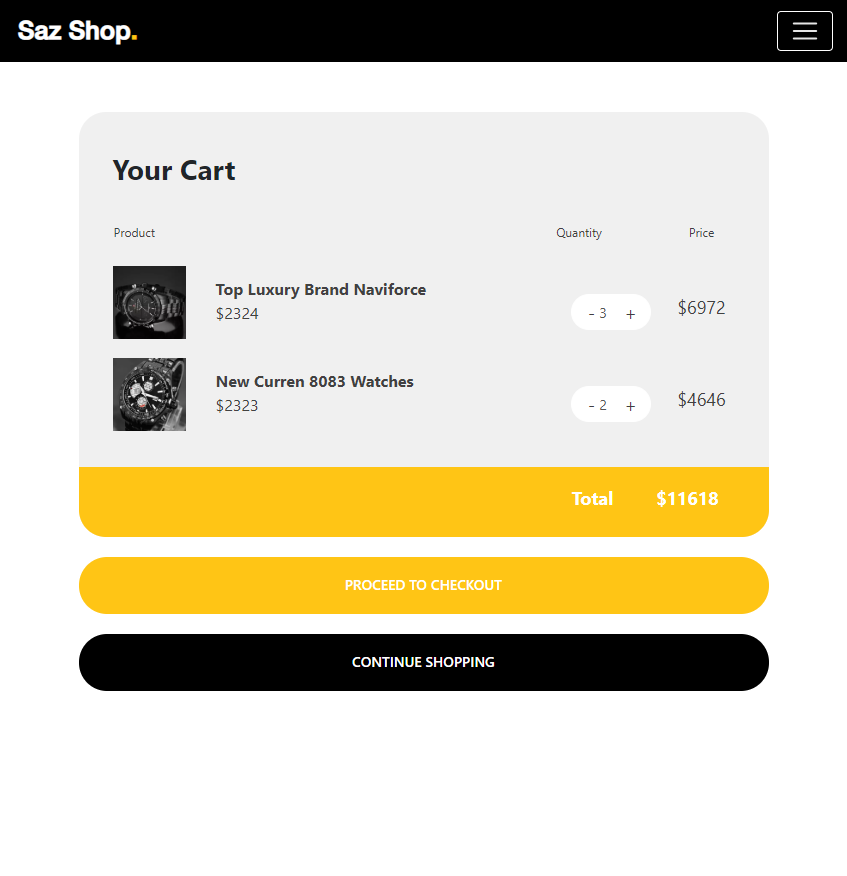 Saz Shop.
Your Cart
Product Quantity Price
Top Luxury Brand Naviforce
$2324
- 3 + $6972
New Curren 8083 Watches
$2323
- 2 + $4646
Total $11618
PROCEED TO CHECKOUT
CONTINUE SHOPPING